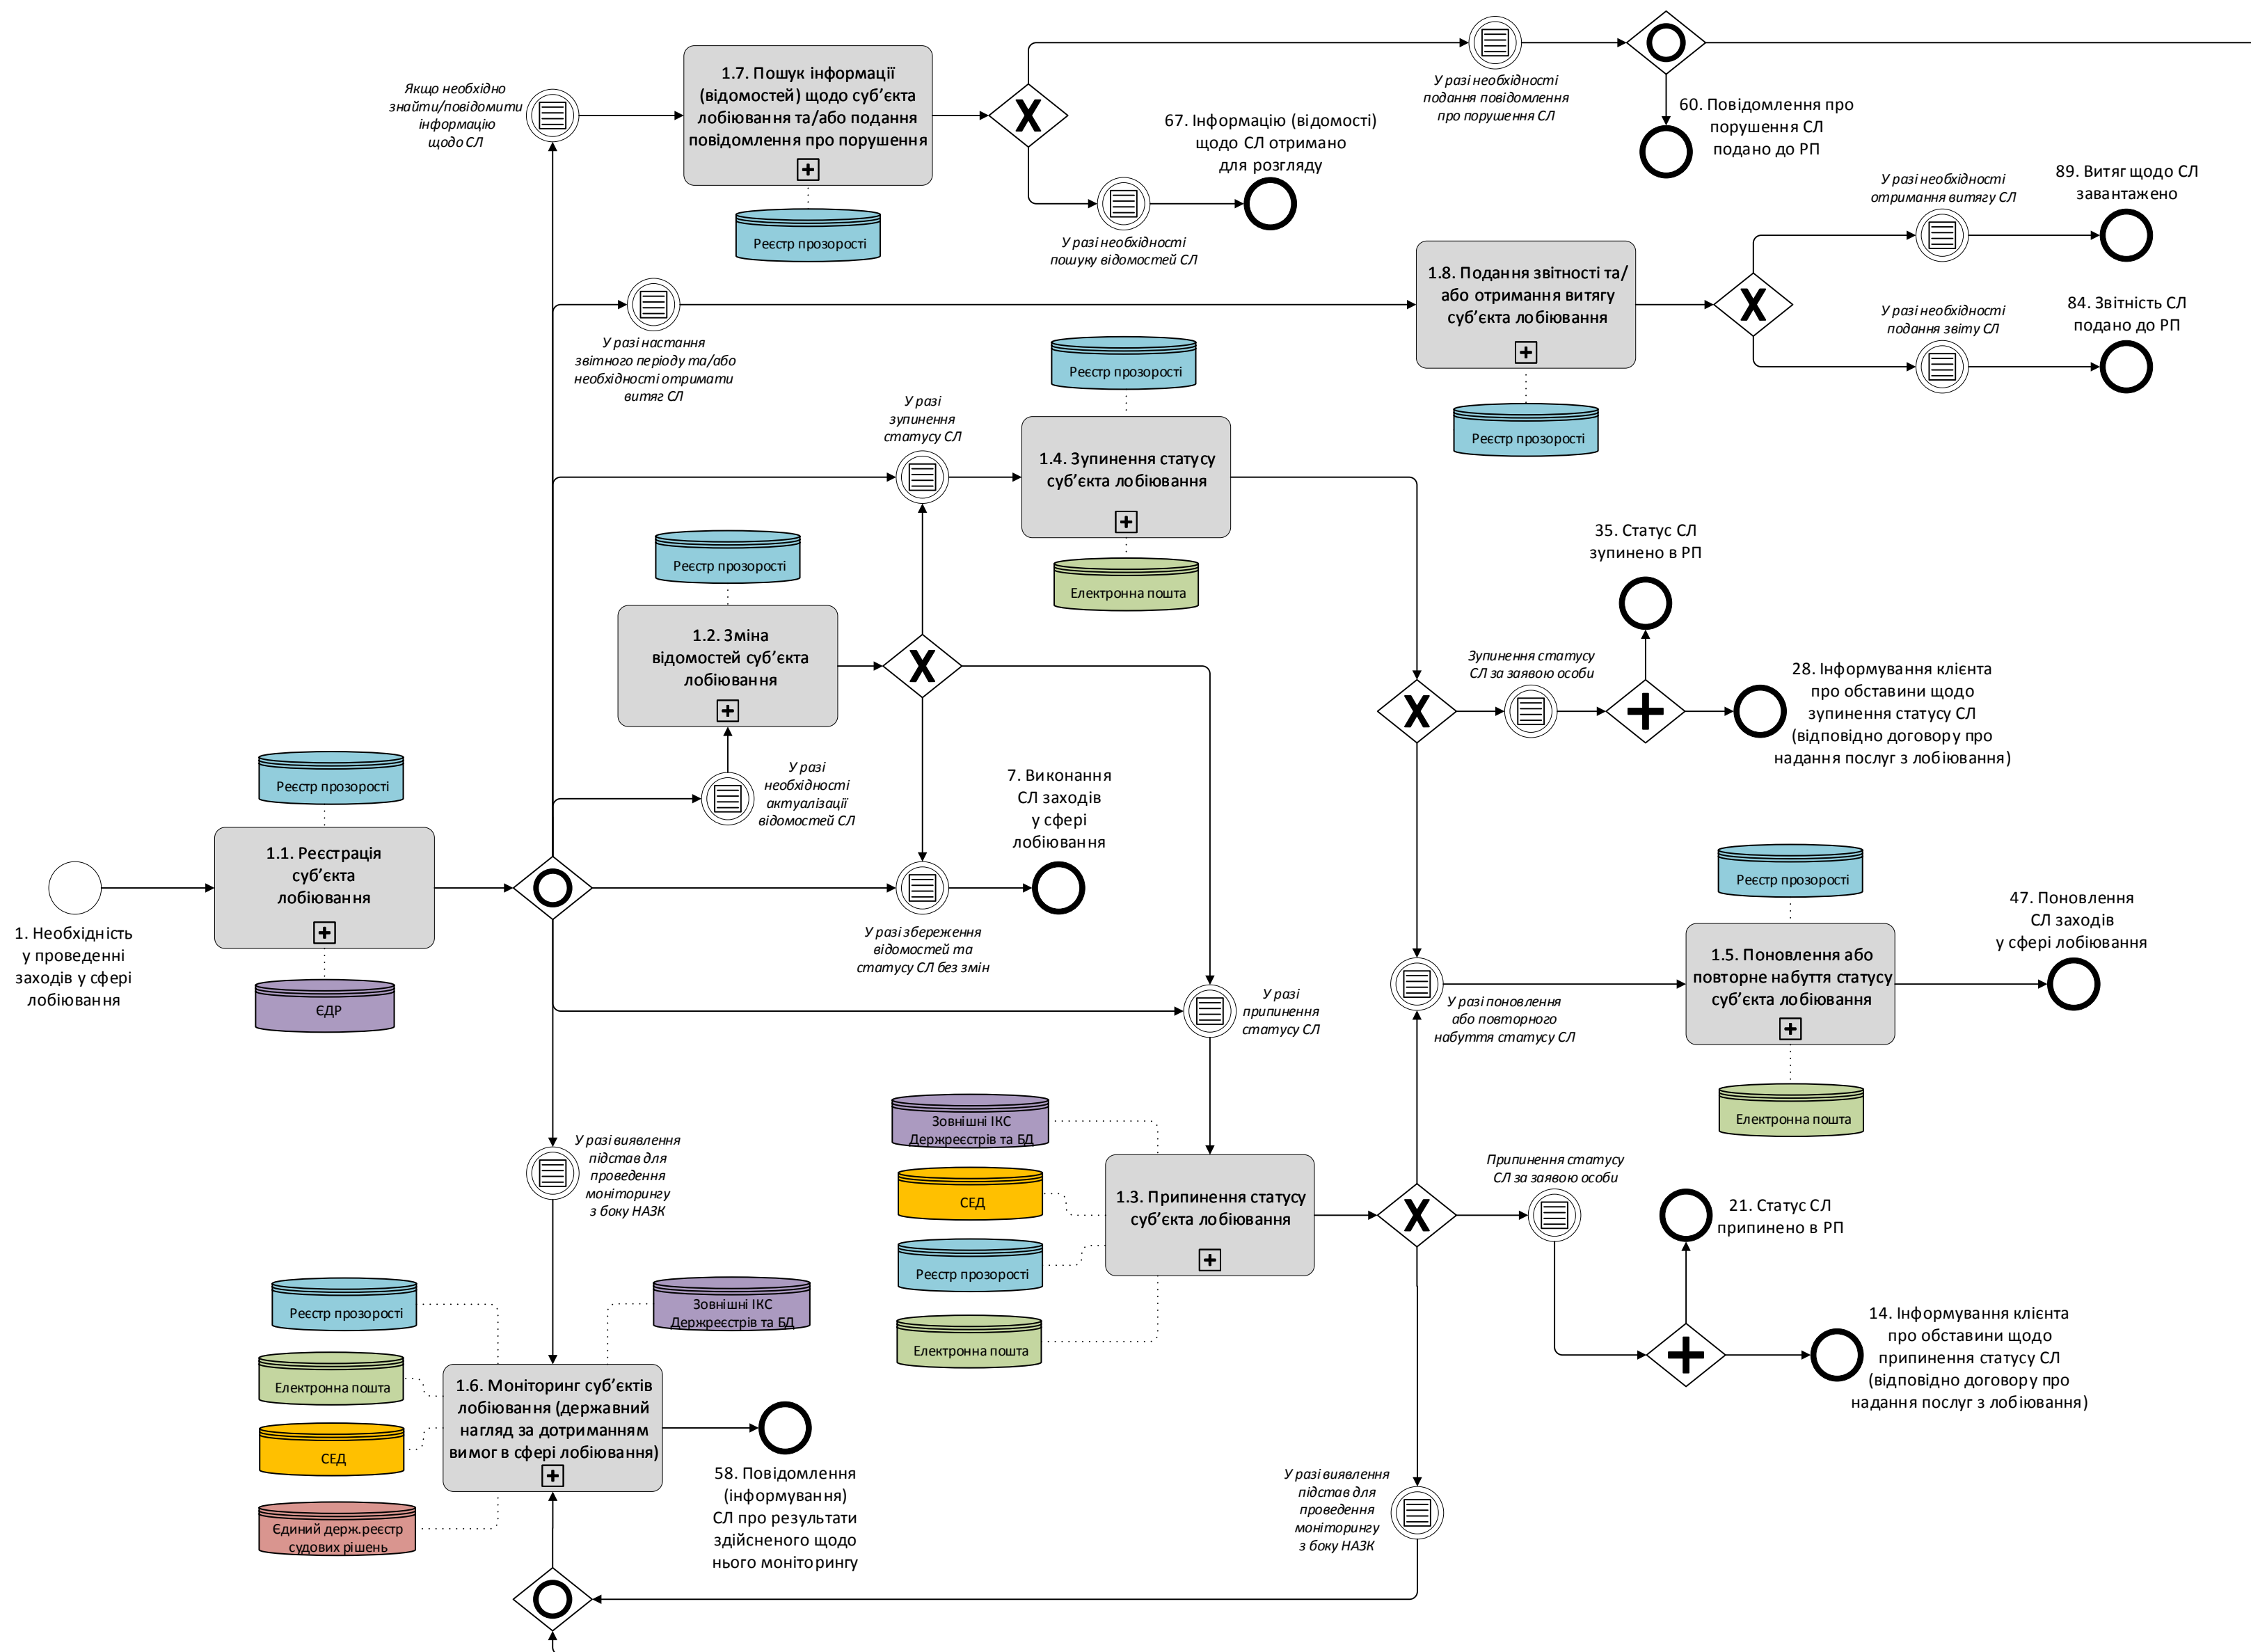 Якщо необхідно
знайти/повідомити
інформацію
щодо СЛ
1.7. Пошук інформації
(відомостей) щодо суб’єкта
лобіювання та/або подання
повідомлення про порушення
Реєстр прозорості
67. Інформацію (відомості)
щодо СЛ отримано
для розгляду
У разі необхідності
пошуку відомостей СЛ
У разі необхідності
подання повідомлення
про порушення СЛ
60. Повідомлення про
порушення СЛ
подано до РП
У разі необхідності
отримання витягу СЛ
89. Витяг щодо СЛ
завантажено
1.8. Подання звітності та/
або отримання витягу
суб’єкта лобіювання
Реєстр прозорості
У разі необхідності
подання звіту СЛ
84. Звітність СЛ
подано до РП
У разі настання
звітного періоду та/або
необхідності отримати
витяг СЛ
Реєстр прозорості
У разі
зупинення
статусу СЛ
1.4. Зупинення статусу
суб’єкта лобіювання
Електронна пошта
Реєстр прозорості
1.2. Зміна
відомостей суб’єкта
лобіювання
У разі
необхідності
актуалізації
відомостей СЛ
35. Статус СЛ
зупинено в РП
Зупинення статусу
СЛ за заявою особи
28. Інформування клієнта
про обставини щодо
зупинення статусу СЛ
(відповідно договору про
надання послуг з лобіювання)
7. Виконання
СЛ заходів
у сфері
лобіювання
Реєстр прозорості
1.1. Реєстрація
суб’єкта
лобіювання
ЄДР
1. Необхідність
у проведенні
заходів у сфері
лобіювання
У разі збереження
відомостей та
статусу СЛ без змін
У разі
припинення
статусу СЛ
У разі поновлення
або повторного
набуття статусу СЛ
Реєстр прозорості
1.5. Поновлення або
повторне набуття статусу
суб’єкта лобіювання
Електронна пошта
47. Поновлення
СЛ заходів
у сфері лобіювання
У разі виявлення
підстав для
проведення
моніторингу
з боку НАЗК
Зовнішні ІКС
Держреєстрів та БД
СЕД
Реєстр прозорості
Електронна пошта
1.3. Припинення статусу
суб’єкта лобіювання
Припинення статусу
СЛ за заявою особи
21. Статус СЛ
припинено в РП
14. Інформування клієнта
про обставини щодо
припинення статусу СЛ
(відповідно договору про
надання послуг з лобіювання)
Реєстр прозорості
Зовнішні ІКС
Держреєстрів та БД
Електронна пошта
СЕД
Єдиний держ.реєстр
судових рішень
1.6. Моніторинг суб’єктів
лобіювання (державний
нагляд за дотриманням
вимог в сфері лобіювання)
58. Повідомлення
(інформування)
СЛ про результати
здійсненого щодо
нього моніторингу
У разі виявлення
підстав для
проведення
моніторингу
з боку НАЗК